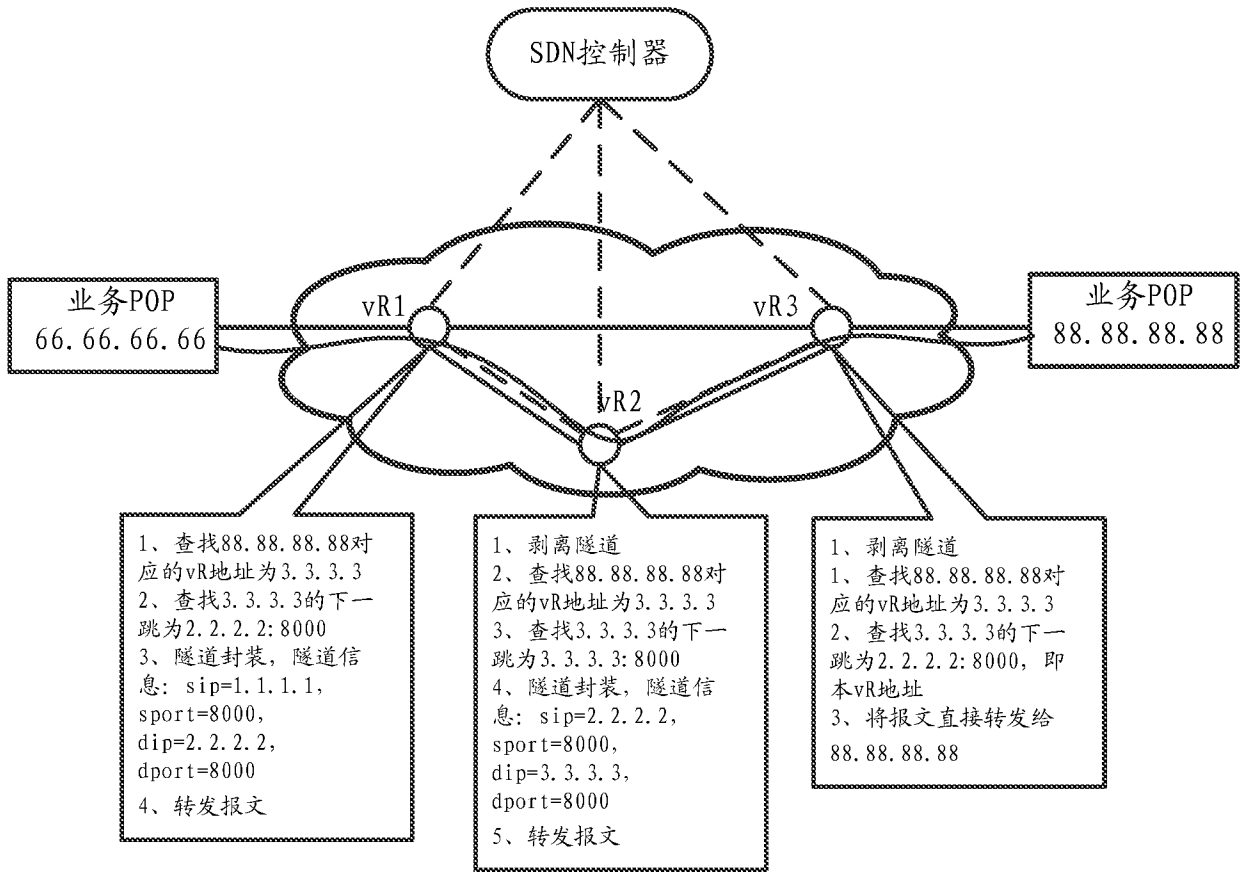 SDN控制器
业务POP
66.66.66.66
vR1
vR3
业务POP
88.88.88.88
vR2
1、查找88.88.88.88对
应的vR地址为3.3.3.3
2、查找3.3.3.3的下一
跳为2.2.2.2:8000
3、隧道封装，隧道信
息：sip=1.1.1.1,
sport=8000,
dip=2.2.2.2,
dport=8000
4、转发报文
1、剥离隧道
2、查找88.88.88.88对
应的vR地址为3.3.3.3
3、查找3.3.3.3的下一
跳为3.3.3.3:8000
4、隧道封装，隧道信
息：sip=2.2.2.2,
sport=8000,
dip=3.3.3.3,
dport=8000
5、转发报文
1、剥离隧道
1、查找88.88.88.88对
应的vR地址为3.3.3.3
2、查找3.3.3.3的下一
跳为2.2.2.2:8000，即
本vR地址
3、将报文直接转发给
88.88.88.88